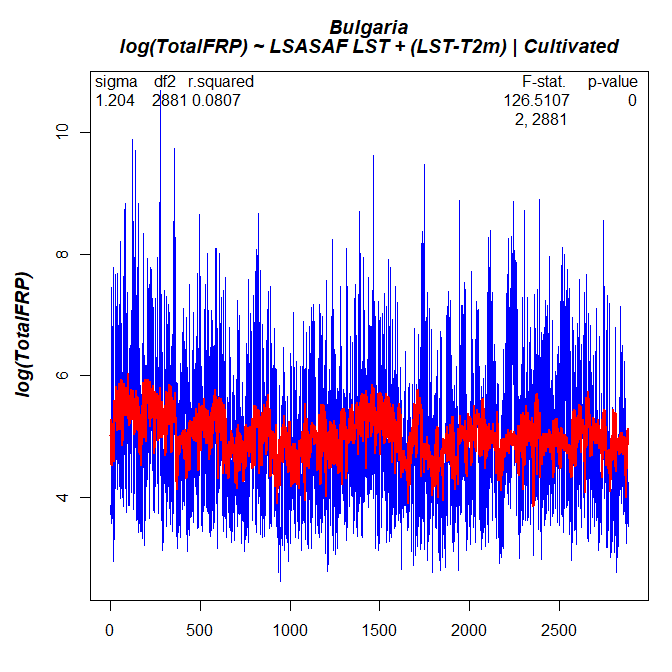 Bulgaria
log(TotalFRP) ~ LSASAF LST + (LST-T2m) | Cultivated
sigma df2 r.squared F-stat. p-value
1.204 2881 0.0807 126.5107 0
2, 2881
log(TotalFRP)
10
8
6
4
0 500 1000 1500 2000 2500